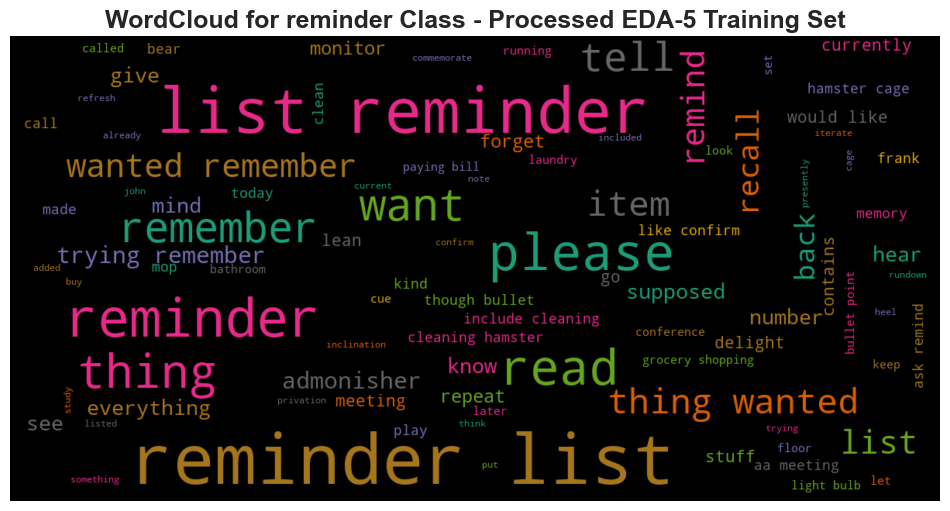 WordCloud for reminder Class - Processed EDA-5 Training Set
called
bear
monitor
commemorate
running
tell
currently
give
set
refresh
clean
list reminder
remind
hamster cage
call
already
forget
included
recall
would like
iterate
wanted remember
paying bill
laundry
look
cage
frank
note
john
today
current
want
item
presently
made
mind
memory
remember
lean
please
like confirm
back
contains
hear
trying remember
mop
bathroom
confirm
go
added
buy
kind
cue
though bullet
supposed
rundown
bullet point
heel
reminder
include cleaning
number
conference
cleaning hamster
delight
inclination
thing
know
read
grocery shopping
keep
ask remind
admonisher
study
privation
meeting
repeat
thing wanted
everything
later
see
listed
play
think
trying
list
floor
reminder list
put
stuff
aa meeting
something
light bulb
let